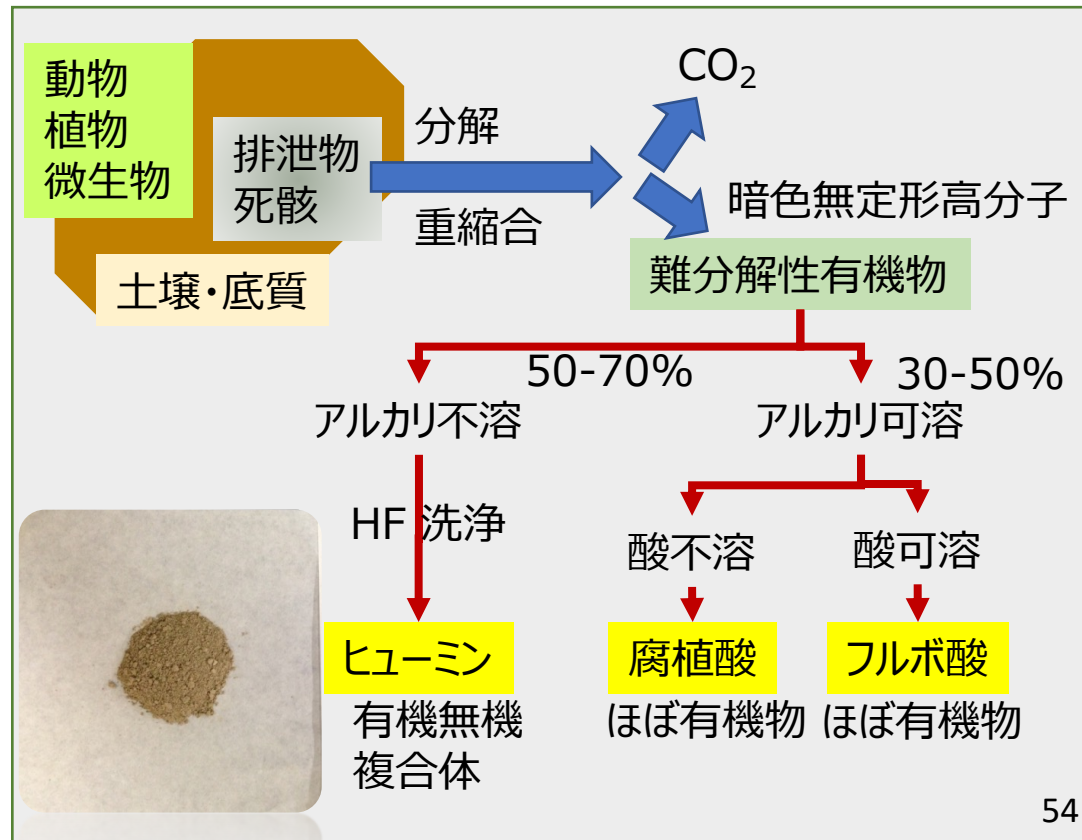 動物
植物
微生物
排泄物
死骸
土壌・底質
分解
重縮合
CO₂
暗色無定形高分子
難分解性有機物
50-70%
30-50%
アルカリ不溶
アルカリ可溶
HF 洗浄
酸不溶
酸可溶
ヒューミン
腐植酸
フルボ酸
有機無機
複合体
ほぼ有機物
ほぼ有機物
54